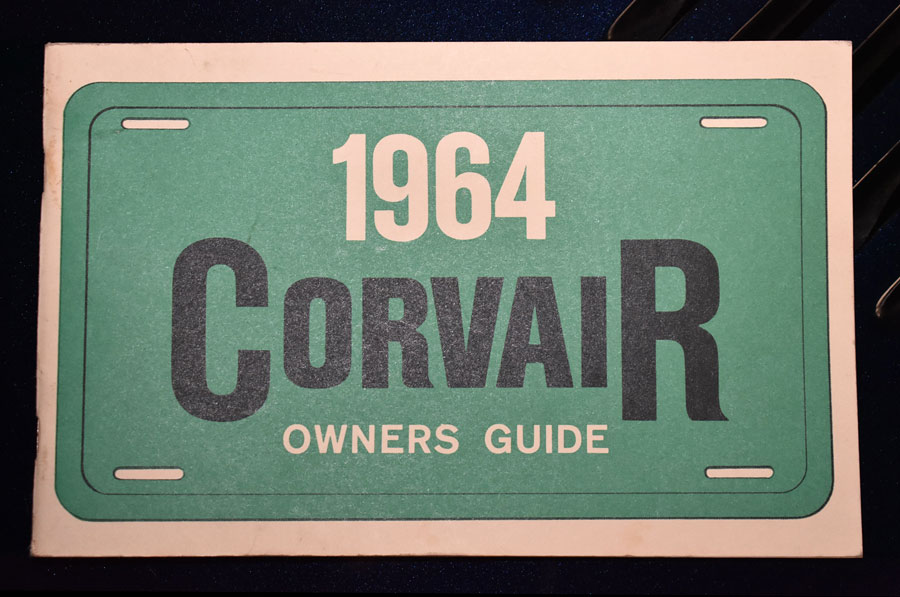 1964
CORVAIR
OWNERS GUIDE